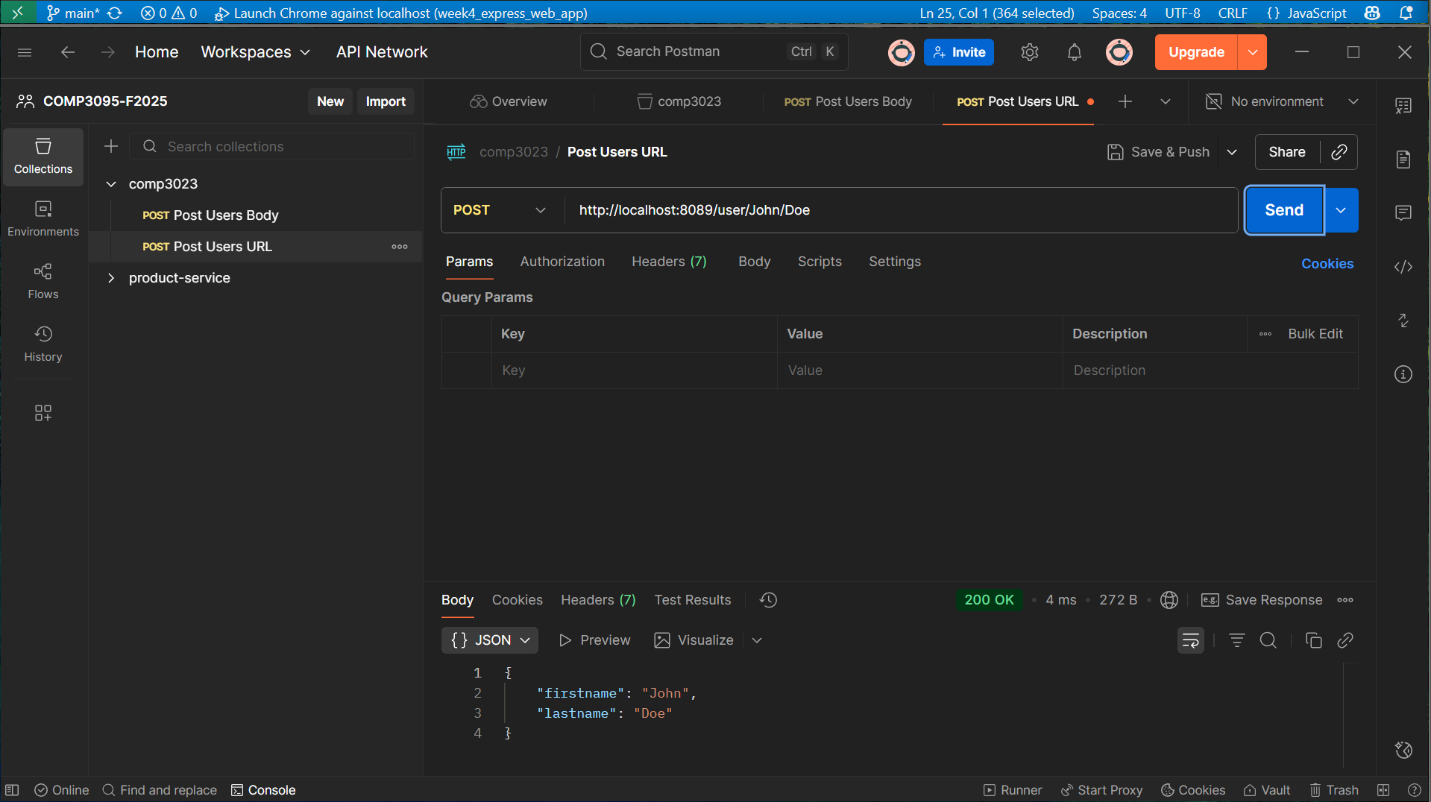 main* 0 0 Launch Chrome against localhost (week4_express_web_app) Ln 25, Col 1 (364 selected) Spaces: 4 UTF-8 CRLF {} JavaScript
Home Workspaces API Network Search Postman Ctrl K Invite Upgrade
COMP3095-F2025 New Import Overview comp3023 POST Post Users Body POST Post Users URL No environment
Collections
Search collections
HTTP comp3023 / Post Users URL Save & Push Share
comp3023
POST Post Users Body
POST http://localhost:8089/user/John/Doe Send
Environments
POST Post Users URL
Params Authorization Headers (7) Body Scripts Settings Cookies
product-service
Flows
Query Params
Key Value Description Bulk Edit
History
Key Value Description
Body Cookies Headers (7) Test Results 200 OK 4 ms 272 B e.g. Save Response
{} JSON Preview Visualize
1 {
2 "firstname": "John",
3 "lastname": "Doe"
4 }
Online Find and replace Console Runner Start Proxy Cookies Vault Trash